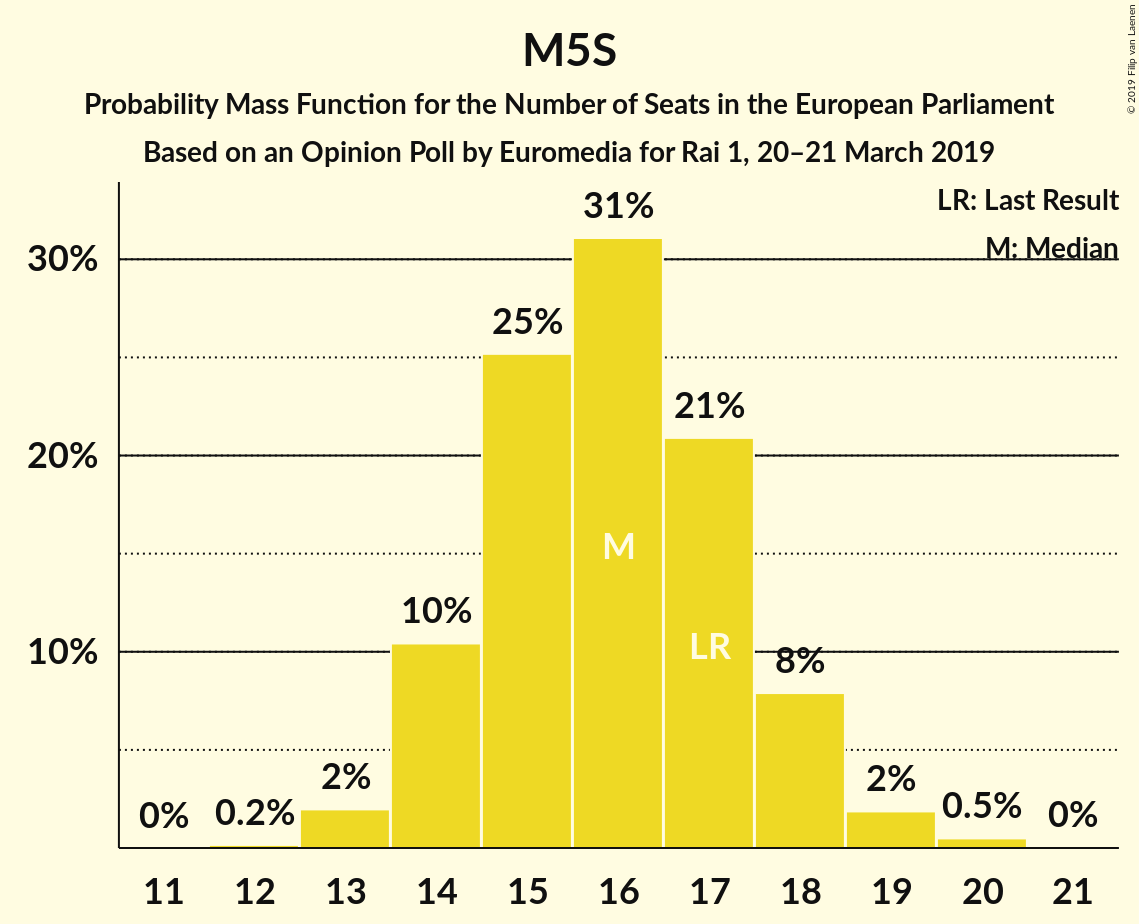 M5S
Probability Mass Function for the Number of Seats in the European Parliament
Based on an Opinion Poll by Euromedia for Rai 1, 20–21 March 2019
© 2019 Filip van Laenen
LR: Last Result
M: Median
30%
20%
10%
0%
0.2%
2%
10%
25%
31%
21%
8%
2%
0.5%
0%
M
LR
11 12 13 14 15 16 17 18 19 20 21